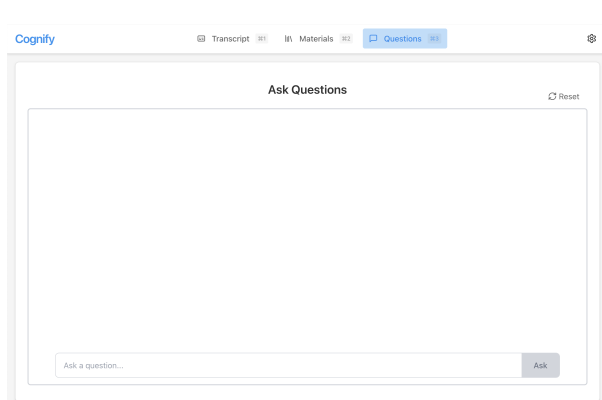 Cognify
Transcript ⌘1
Materials ⌘2
Questions ⌘3
Ask Questions
Reset
Ask a question...
Ask